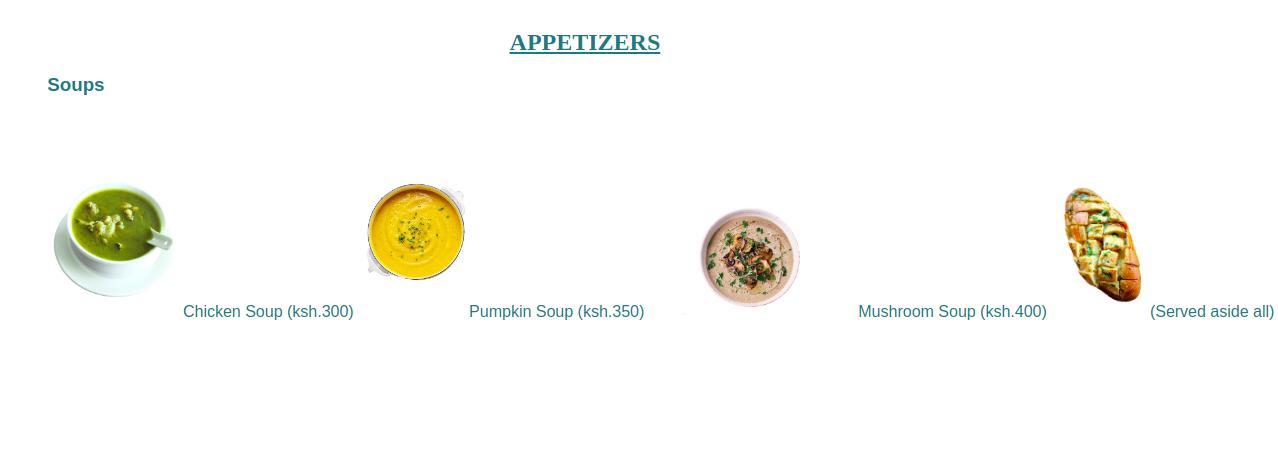 APPETIZERS
Soups
Chicken Soup (ksh.300) Pumpkin Soup (ksh.350) Mushroom Soup (ksh.400) (Served aside all)